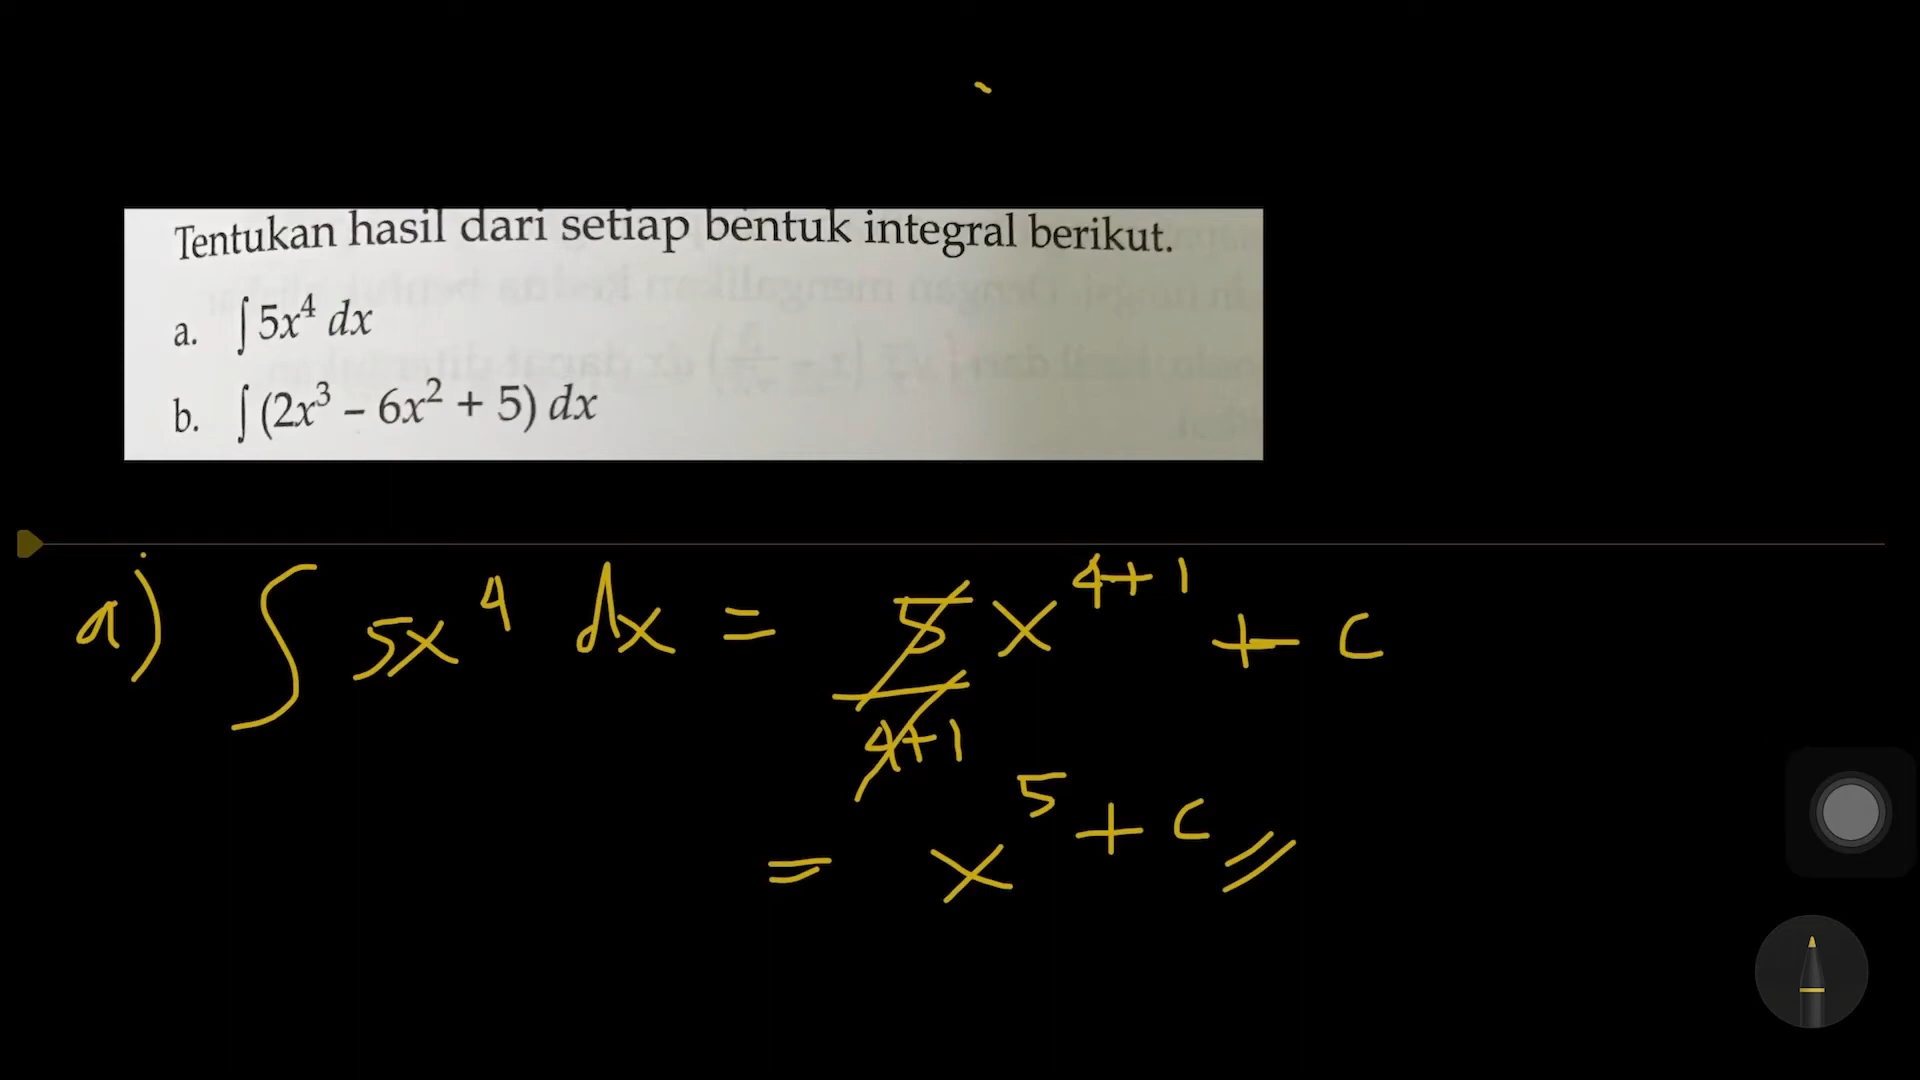 Tentukan hasil dari setiap bentuk integral berikut.
a. ∫ 5x⁴ dx
b. ∫ (2x³ – 6x² + 5) dx
a) ∫ 5x⁴ dx = 5/(4+1) x⁴⁺¹ + c
= x⁵ + c